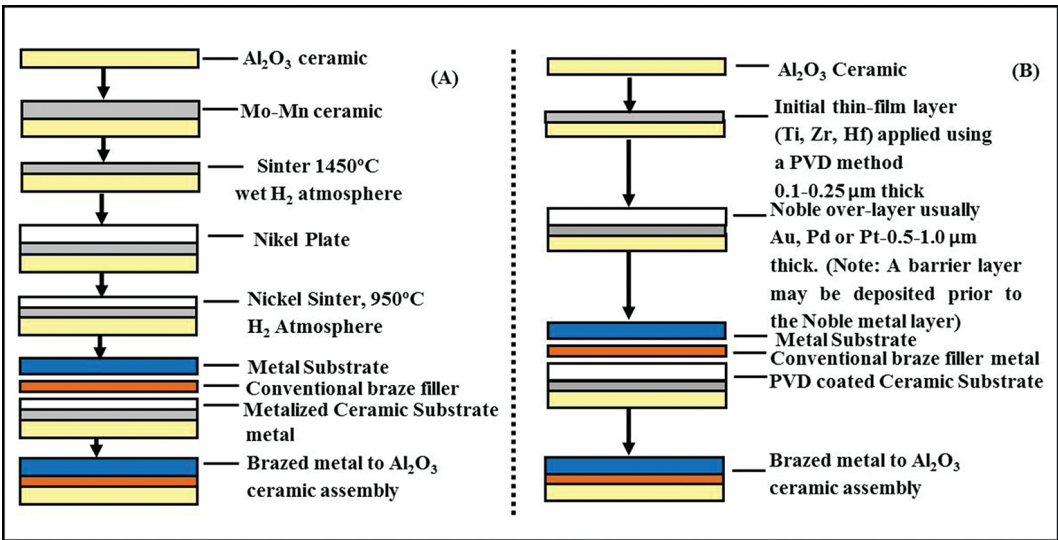 (A)
Al₂O₃ ceramic
Mo-Mn ceramic
Sinter 1450ºC
wet H₂ atmosphere
Nikel Plate
Nickel Sinter, 950ºC
H₂ Atmosphere
Metal Substrate
Conventional braze filler
Metalized Ceramic Substrate
metal
Brazed metal to Al₂O₃
ceramic assembly
(B)
Al₂O₃ Ceramic
Initial thin-film layer
(Ti, Zr, Hf) applied using
a PVD method
0.1-0.25 µm thick
Noble over-layer usually
Au, Pd or Pt-0.5-1.0 µm
thick. (Note: A barrier layer
may be deposited prior to
the Noble metal layer)
Metal Substrate
Conventional braze filler metal
PVD coated Ceramic Substrate
Brazed metal to Al₂O₃
ceramic assembly